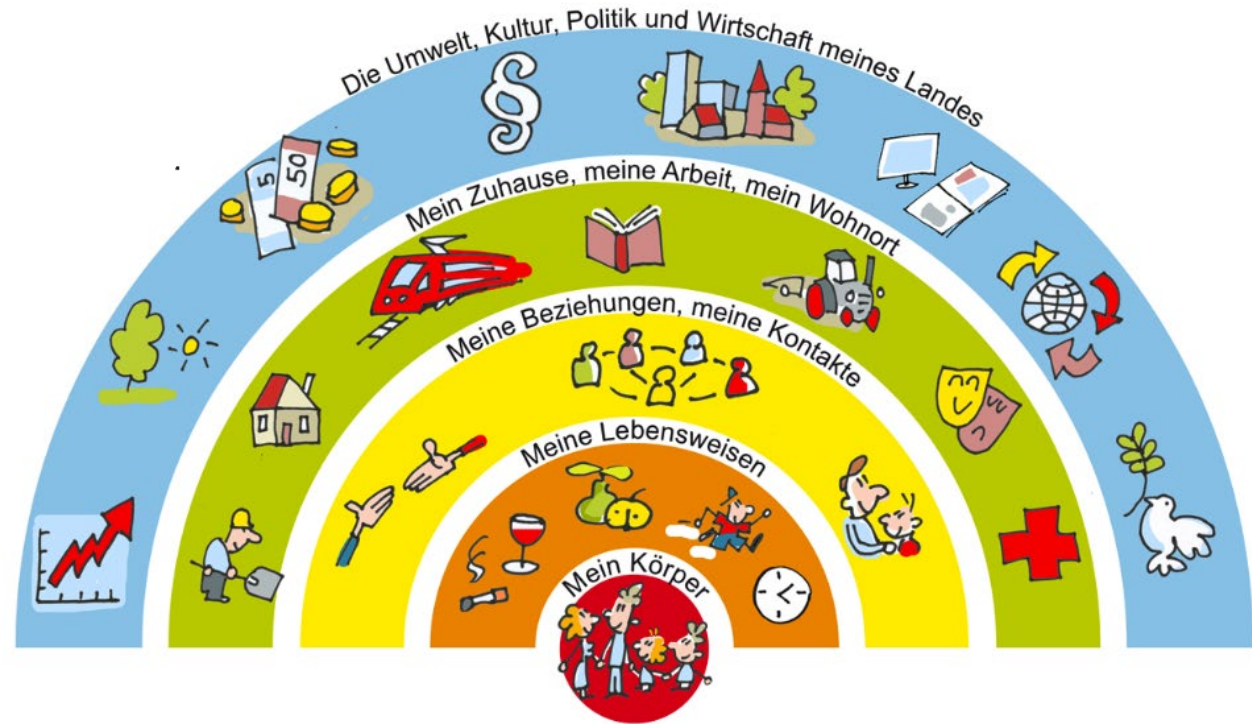 Die Umwelt, Kultur, Politik und Wirtschaft meines Landes
§
5
50
Mein Zuhause, meine Arbeit, mein Wohnort
Meine Beziehungen, meine Kontakte
Meine Lebensweisen
Mein Körper